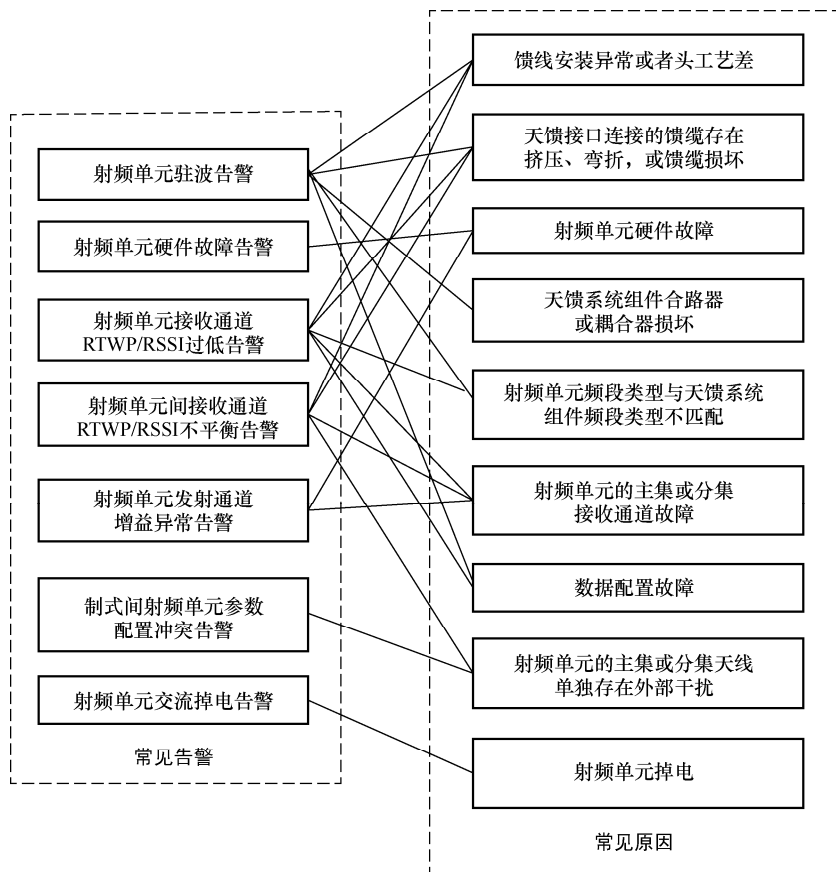 射频单元驻波告警
射频单元硬件故障告警
射频单元接收通道
RTWP/RSSI过低告警
射频单元间接收通道
RTWP/RSSI不平衡告警
射频单元发射通道
增益异常告警
制式间射频单元参数
配置冲突告警
射频单元交流掉电告警
常见告警
馈线安装异常或者头工艺差
天馈接口连接的馈缆存在
挤压、弯折，或馈缆损坏
射频单元硬件故障
天馈系统组件合路器
或耦合器损坏
射频单元频段类型与天馈系统
组件频段类型不匹配
射频单元的主集或分集
接收通道故障
数据配置故障
射频单元的主集或分集天线
单独存在外部干扰
射频单元掉电
常见原因